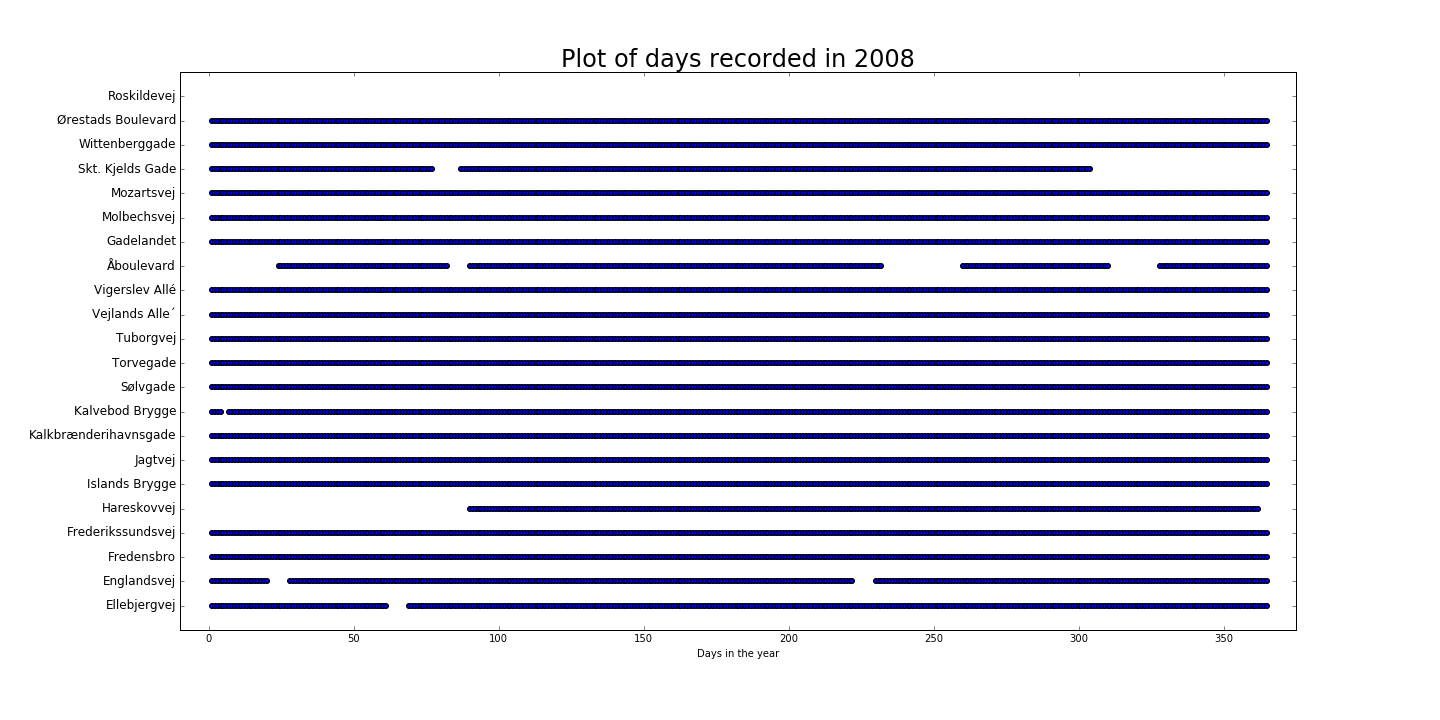 Plot of days recorded in 2008
Roskildevej
Ørestads Boulevard
Wittenberggade
Skt. Kjelds Gade
Mozartsvej
Molbechsvej
Gadelandet
Åboulevard
Vigerslev Allé
Vejlands Alle´
Tuborgvej
Torvegade
Sølvgade
Kalvebod Brygge
Kalkbrænderihavnsgade
Jagtvej
Islands Brygge
Hareskovvej
Frederikssundsvej
Fredensbro
Englandsvej
Ellebjergvej
0 50 100 150 200 250 300 350
Days in the year